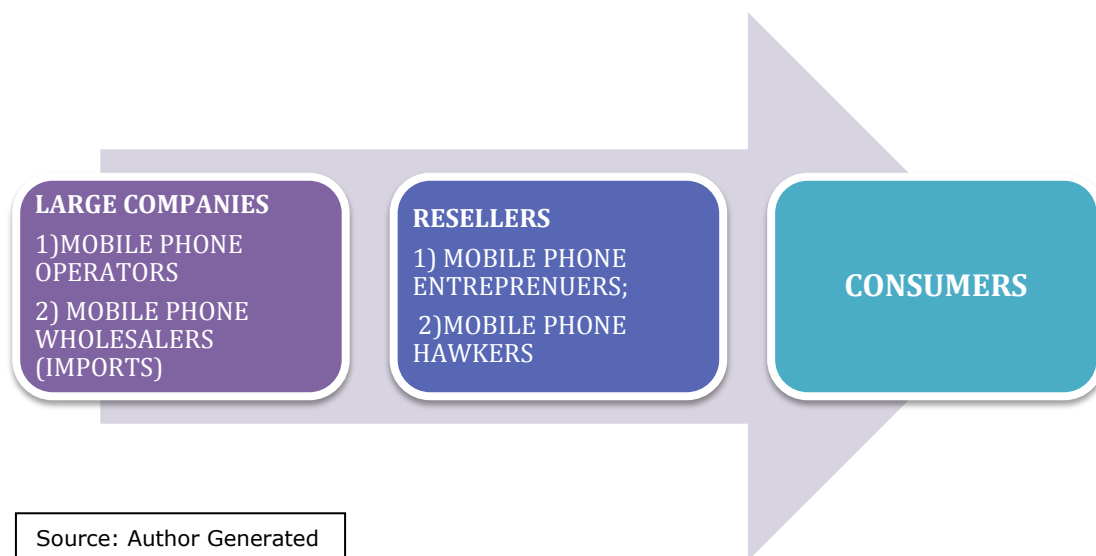 LARGE COMPANIES
1)MOBILE PHONE
OPERATORS
2) MOBILE PHONE
WHOLESALERS
(IMPORTS)
RESELLERS
1) MOBILE PHONE
ENTREPRENUERS;
2)MOBILE PHONE
HAWKERS
CONSUMERS
Source: Author Generated